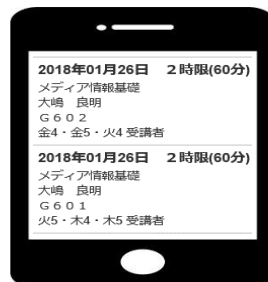 2018年01月26日　２時限(60分)
メディア情報基礎
大嶋　良明
Ｇ６０２
金4・金5・火4 受講者
2018年01月26日　２時限(60分)
メディア情報基礎
大嶋　良明
Ｇ６０１
火5・木4・木5 受講者